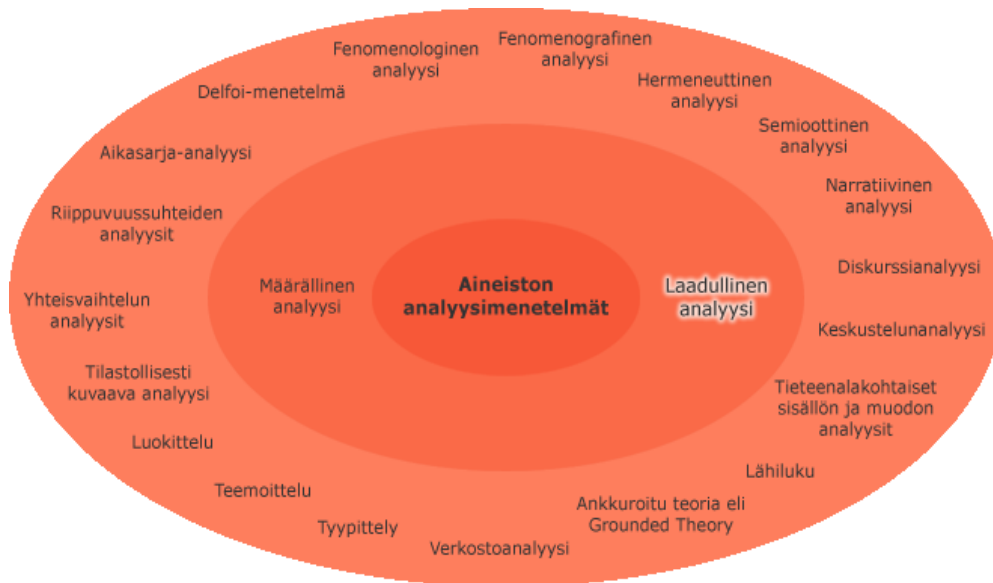 Fenomenologinen
analyysi
Fenomenografinen
analyysi
Hermeneuttinen
analyysi
Delfoi-menetelmä
Semioottinen
analyysi
Aikasarja-analyysi
Narratiivinen
analyysi
Riippuvuussuhteiden
analyysit
Diskurssianalyysi
Määrällinen
analyysi
Aineiston
analyysimenetelmät
Laadullinen
analyysi
Yhteisvaihtelun
analyysit
Keskustelunanalyysi
Tilastollisesti
kuvaava analyysi
Tieteenalakohtaiset
sisällön ja muodon
analyysit
Luokittelu
Lähiluku
Teemoittelu
Ankkuroitu teoria eli
Grounded Theory
Tyypittely
Verkostoanalyysi